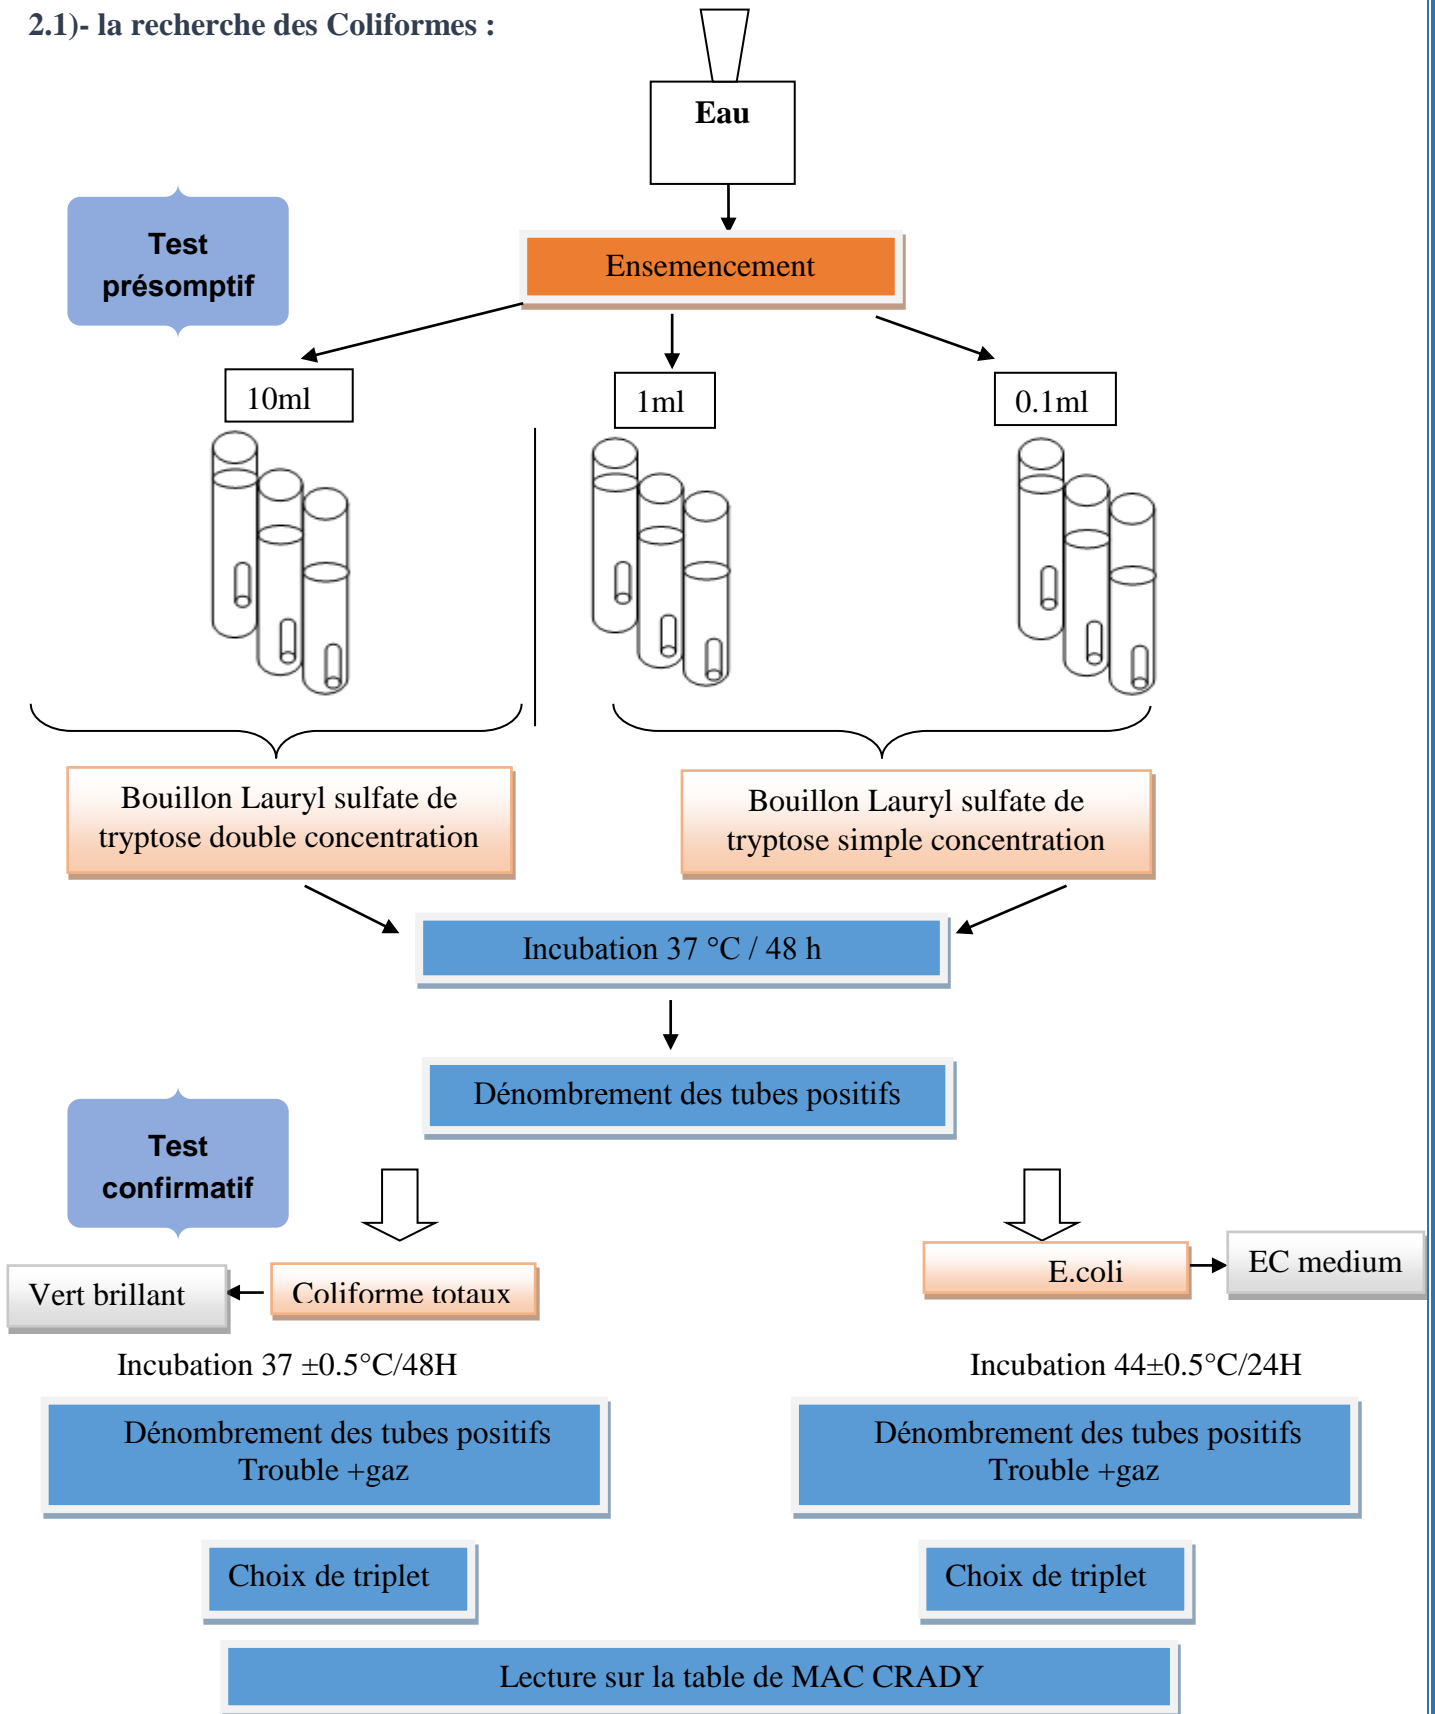 2.1)- la recherche des Coliformes :
Eau
Test
présomptif
Ensemencement
10ml
1ml
0.1ml
Bouillon Lauryl sulfate de
tryptose double concentration
Bouillon Lauryl sulfate de
tryptose simple concentration
Incubation 37 °C / 48 h
Dénombrement des tubes positifs
Test
confirmatif
Vert brillant
Coliforme totaux
E.coli
EC medium
Incubation 37 ±0.5°C/48H
Incubation 44±0.5°C/24H
Dénombrement des tubes positifs
Trouble +gaz
Dénombrement des tubes positifs
Trouble +gaz
Choix de triplet
Choix de triplet
Lecture sur la table de MAC CRADY